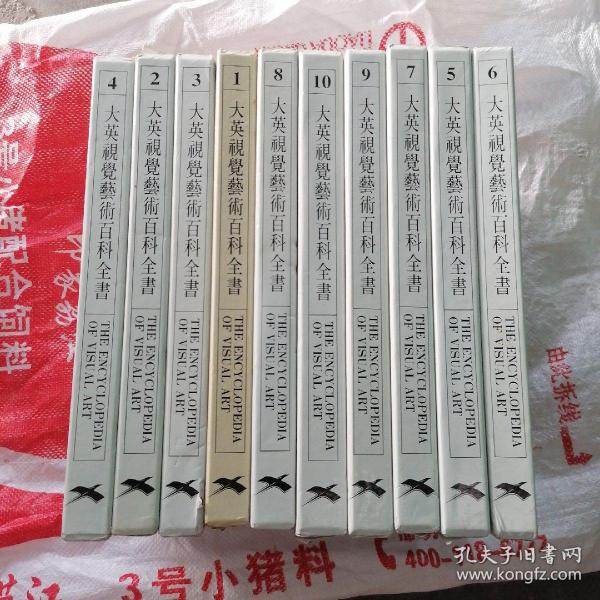 4
大英視覺藝術百科全書
THE ENCYCLOPEDIA
OF VISUAL ART
2
大英視覺藝術百科全書
THE ENCYCLOPEDIA
OF VISUAL ART
3
大英視覺藝術百科全書
THE ENCYCLOPEDIA
OF VISUAL ART
1
大英視覺藝術百科全書
THE ENCYCLOPEDIA
OF VISUAL ART
8
大英視覺藝術百科全書
THE ENCYCLOPEDIA
OF VISUAL ART
10
大英視覺藝術百科全書
THE ENCYCLOPEDIA
OF VISUAL ART
9
大英視覺藝術百科全書
THE ENCYCLOPEDIA
OF VISUAL ART
7
大英視覺藝術百科全書
THE ENCYCLOPEDIA
OF VISUAL ART
5
大英視覺藝術百科全書
THE ENCYCLOPEDIA
OF VISUAL ART
6
大英視覺藝術百科全書
THE ENCYCLOPEDIA
OF VISUAL ART
配合饲料
3号小猪料
400-
孔夫子旧书网
www.kongfz.com